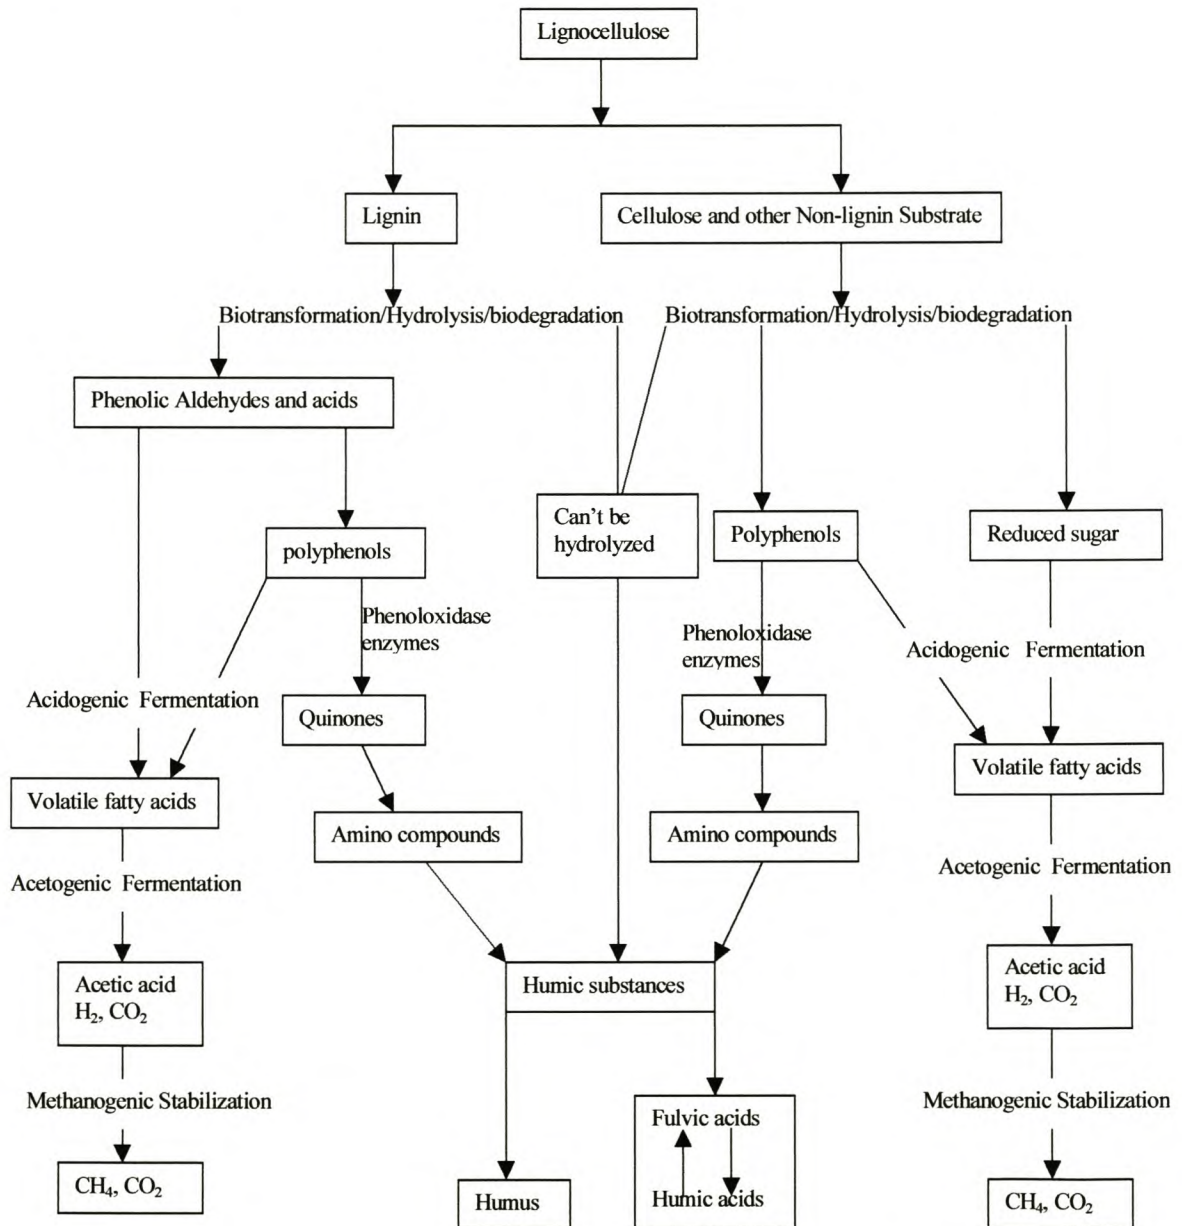 Lignocellulose
Lignin
Cellulose and other Non-lignin Substrate
Biotransformation/Hydrolysis/biodegradation
Biotransformation/Hydrolysis/biodegradation
Phenolic Aldehydes and acids
polyphenols
Can't be
hydrolyzed
Polyphenols
Reduced sugar
Phenoloxidase
enzymes
Phenoloxidase
enzymes
Acidogenic Fermentation
Acidogenic Fermentation
Quinones
Quinones
Volatile fatty acids
Volatile fatty acids
Amino compounds
Amino compounds
Acetogenic Fermentation
Acetogenic Fermentation
Acetic acid
H₂, CO₂
Humic substances
Acetic acid
H₂, CO₂
Methanogenic Stabilization
Methanogenic Stabilization
Fulvic acids
Humic acids
CH₄, CO₂
Humus
CH₄, CO₂